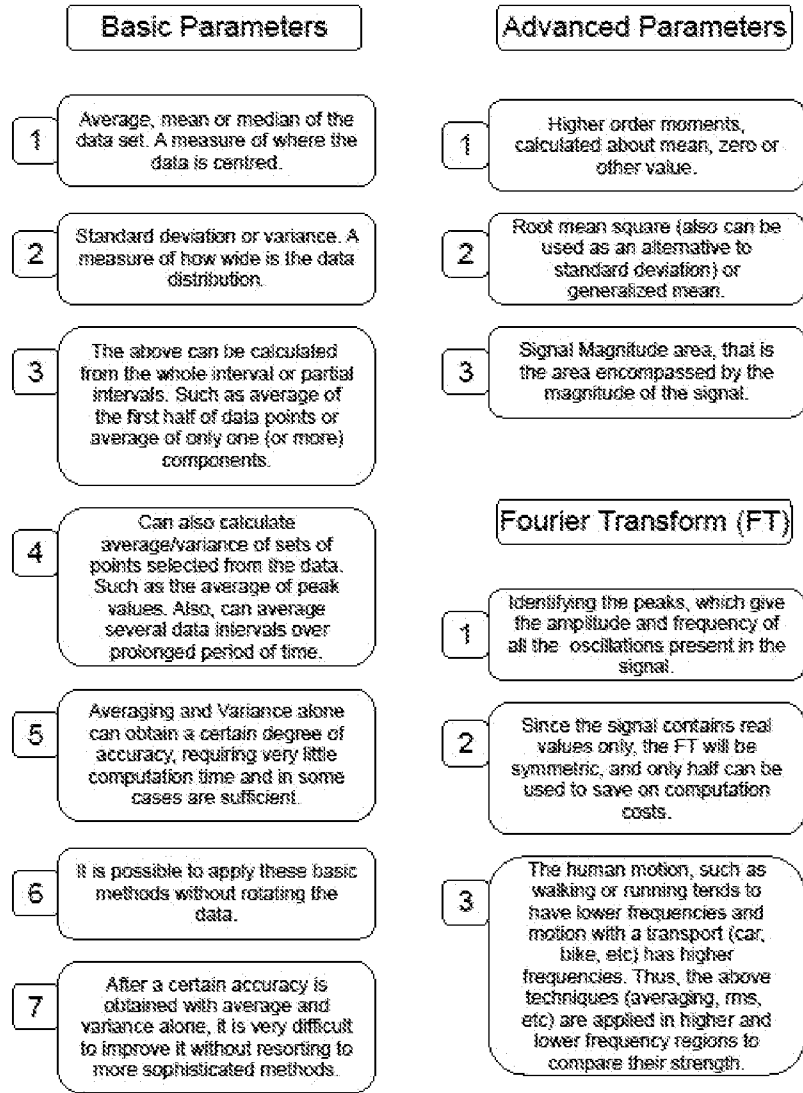 Basic Parameters
1
Average, mean or median of the
data set. A measure of where the
data is centred.
2
Standard deviation or variance. A
measure of how wide is the data
distribution.
3
The above can be calculated
from the whole interval or partial
intervals. Such as average of
the first half of data points or
average of only one (or more)
components.
4
Can also calculate
average/variance of sets of
points selected from the data.
Such as the average of peak
values. Also, can average
several data intervals over
prolonged period of time.
5
Averaging and Variance alone
can obtain a certain degree of
accuracy, requiring very little
computation time and in some
cases are sufficient.
6
It is possible to apply these basic
methods without rotating the
data.
7
After a certain accuracy is
obtained with average and
variance alone, it is very difficult
to improve it without resorting to
more sophisticated methods.
Advanced Parameters
1
Higher order moments,
calculated about mean, zero or
other value.
2
Root mean square (also can be
used as an alternative to
standard deviation) or
generalized mean.
3
Signal Magnitude area, that is
the area encompassed by the
magnitude of the signal.
Fourier Transform (FT)
1
Identifying the peaks, which give
the amplitude and frequency of
all the oscillations present in the
signal.
2
Since the signal contains real
values only, the FT will be
symmetric, and only half can be
used to save on computation
costs.
3
The human motion, such as
walking or running tends to
have lower frequencies and
motion with a transport (car,
bike, etc) has higher
frequencies. Thus, the above
techniques (averaging, rms,
etc) are applied in higher and
lower frequency regions to
compare their strength.